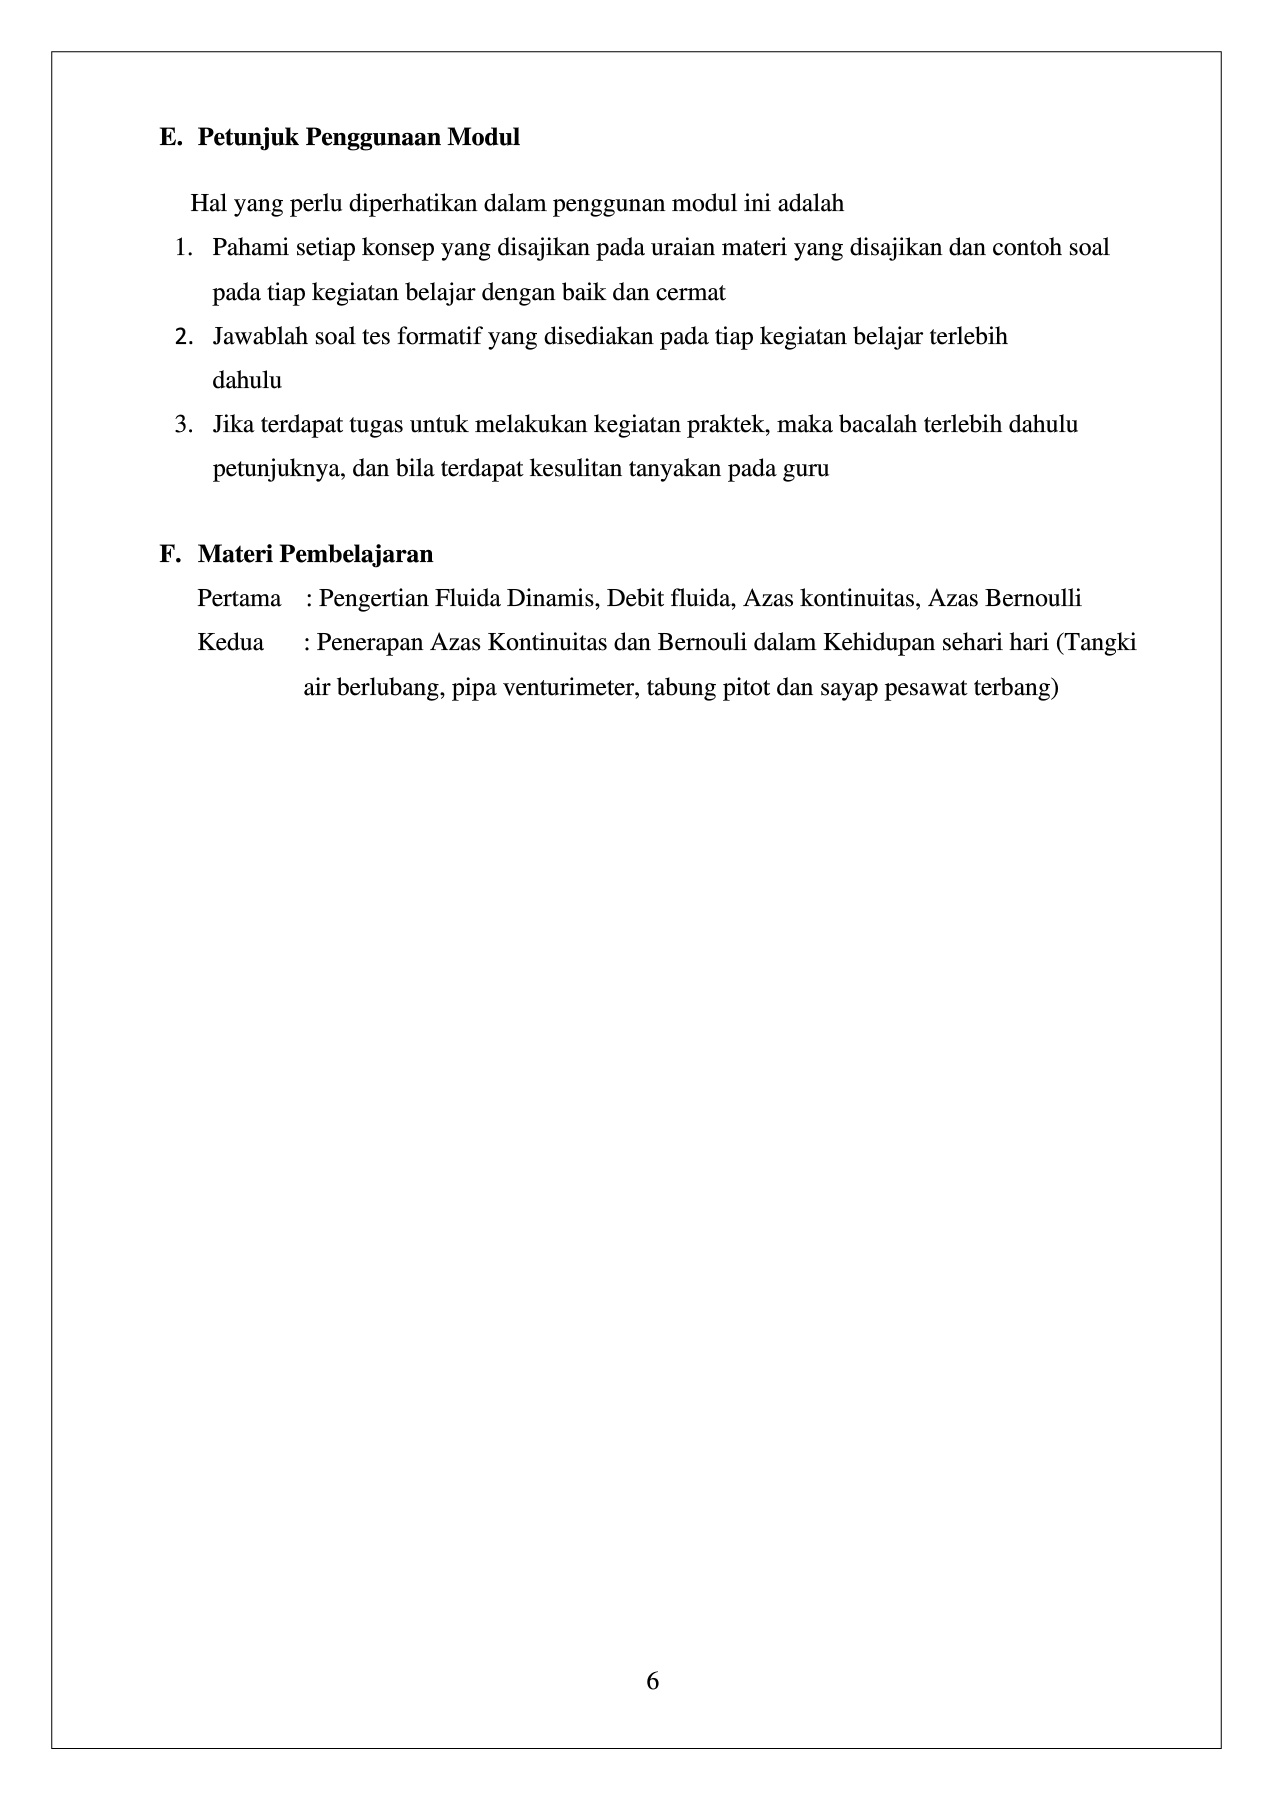 E. Petunjuk Penggunaan Modul
Hal yang perlu diperhatikan dalam penggunan modul ini adalah
1. Pahami setiap konsep yang disajikan pada uraian materi yang disajikan dan contoh soal
pada tiap kegiatan belajar dengan baik dan cermat
2. Jawablah soal tes formatif yang disediakan pada tiap kegiatan belajar terlebih
dahulu
3. Jika terdapat tugas untuk melakukan kegiatan praktek, maka bacalah terlebih dahulu
petunjuknya, dan bila terdapat kesulitan tanyakan pada guru
F. Materi Pembelajaran
Pertama : Pengertian Fluida Dinamis, Debit fluida, Azas kontinuitas, Azas Bernoulli
Kedua : Penerapan Azas Kontinuitas dan Bernouli dalam Kehidupan sehari hari (Tangki
air berlubang, pipa venturimeter, tabung pitot dan sayap pesawat terbang)
6